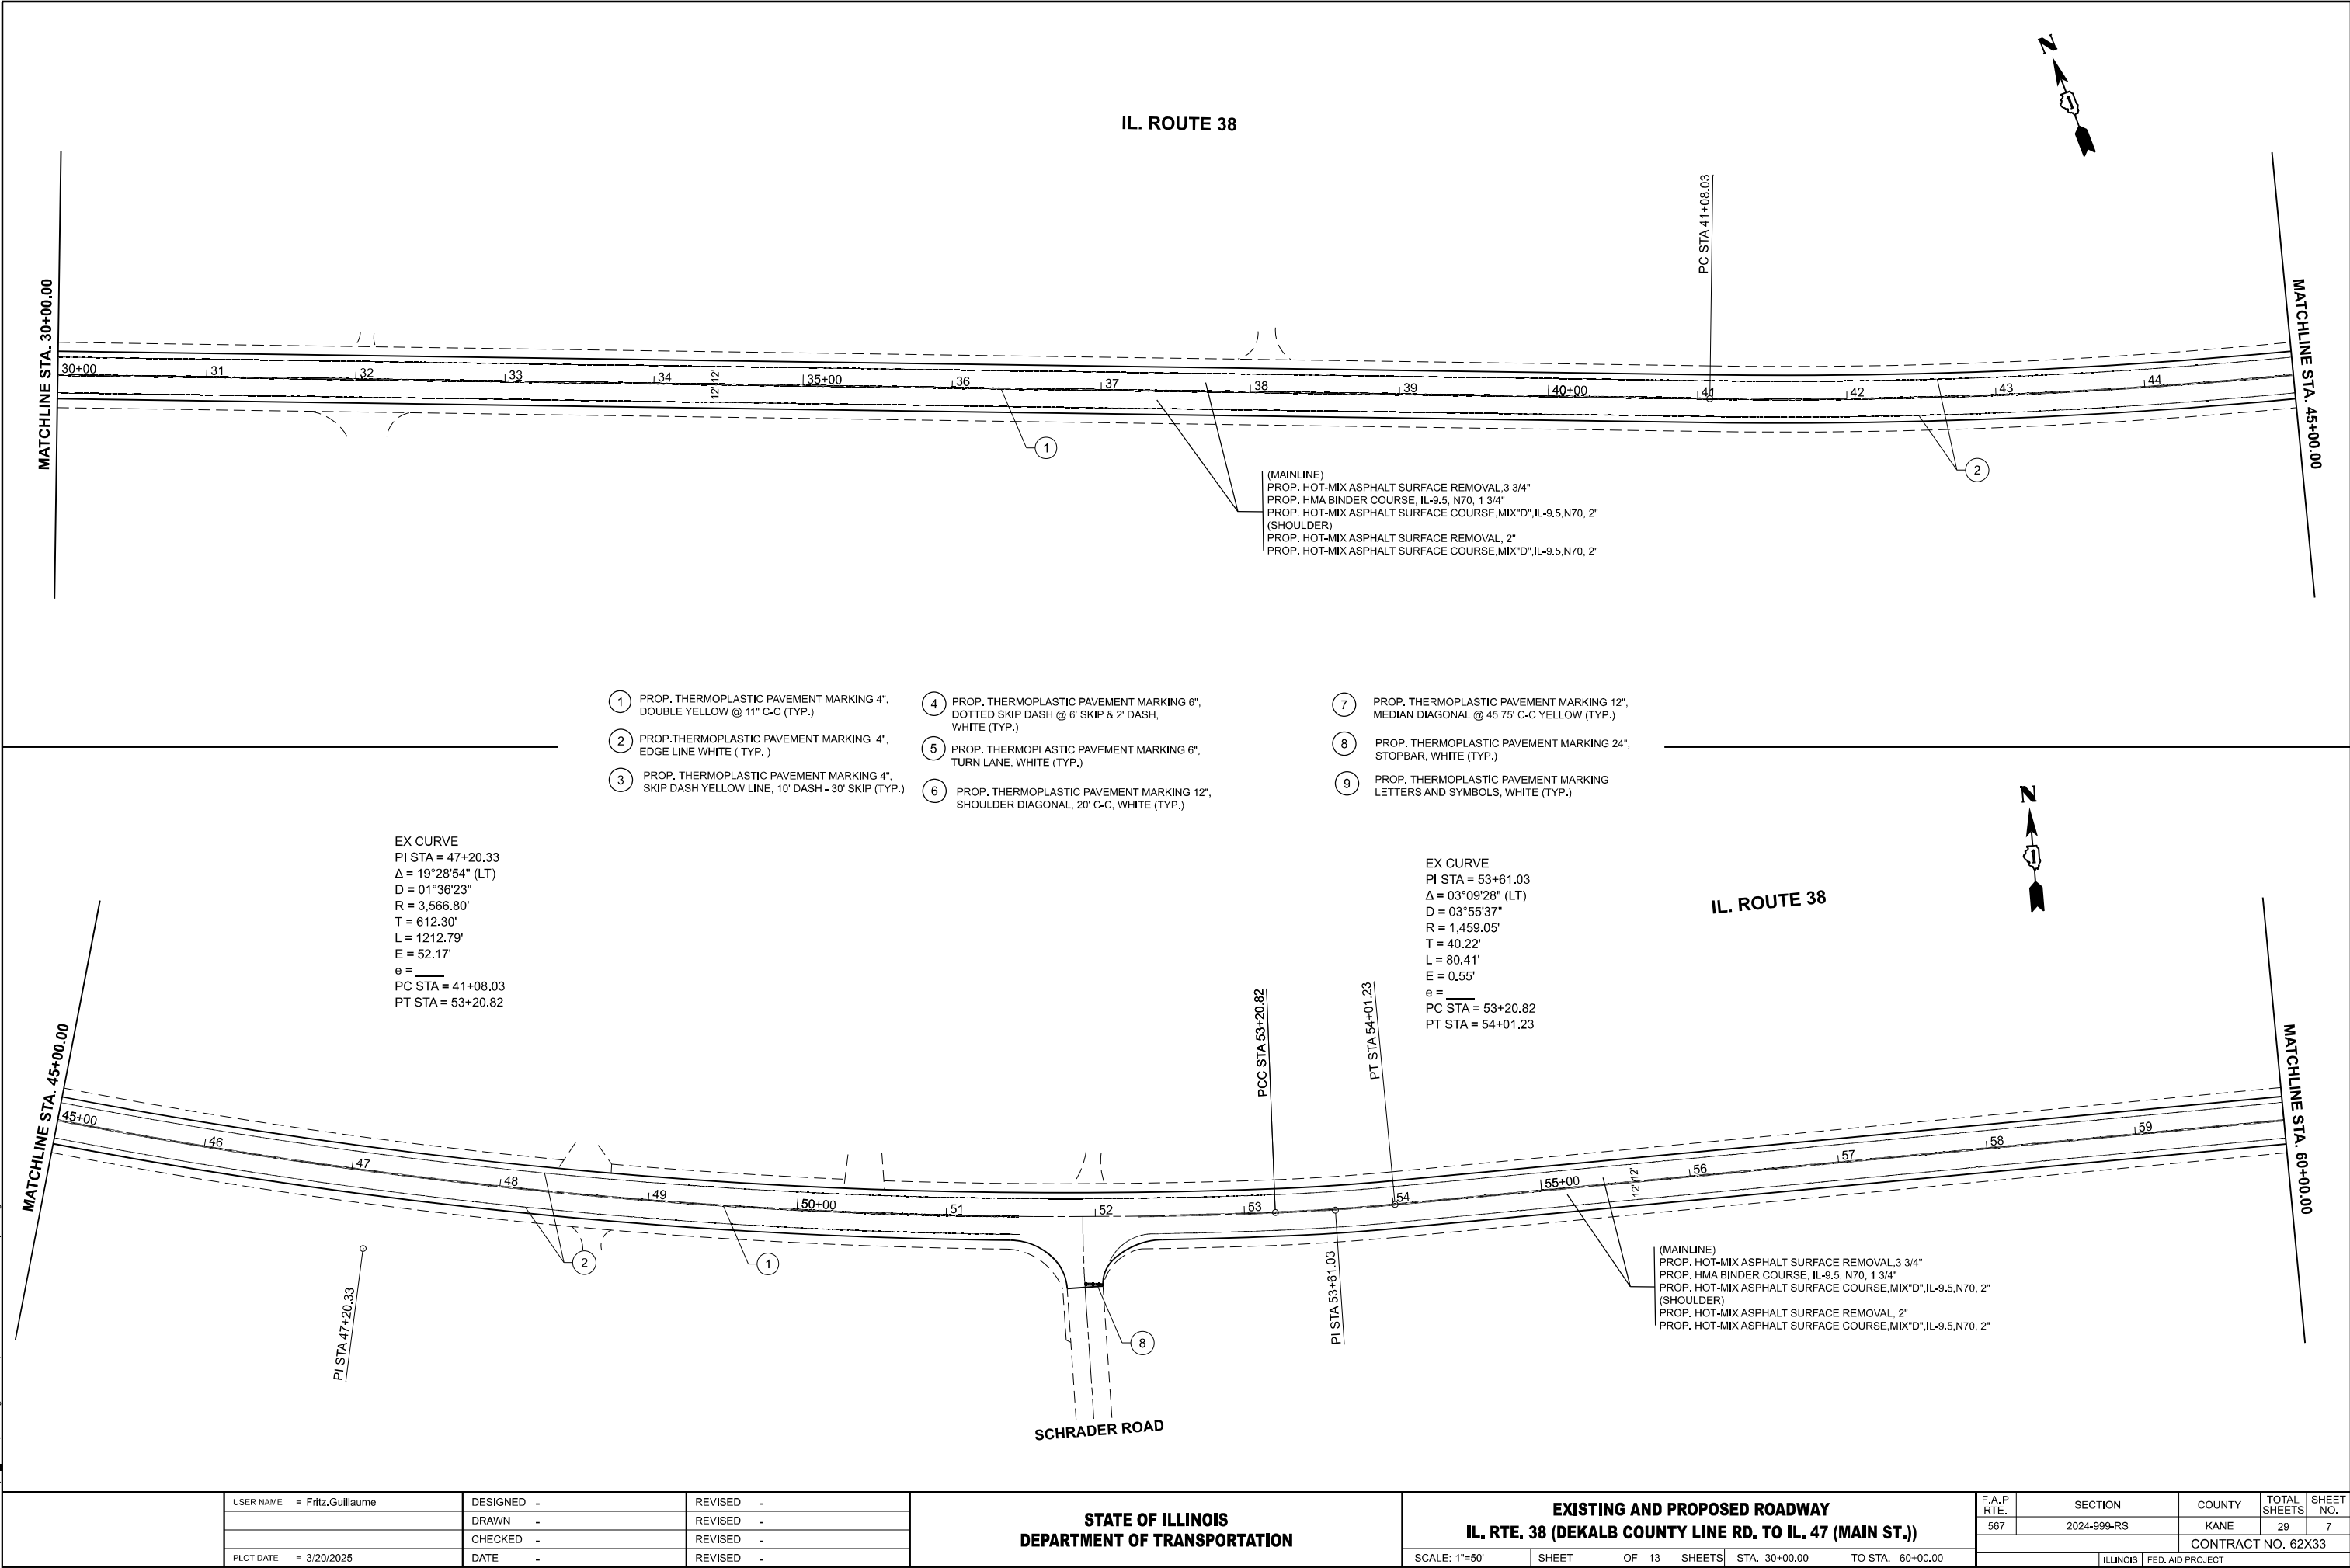 IL. ROUTE 38
N
1
MATCHLINE STA. 30+00.00
PC STA 41+08.03
MATCHLINE STA. 45+00.00
30+00
31
32
33
34
12' 12'
35+00
36
37
38
39
40+00
41
42
43
44
1
2
(MAINLINE)
PROP. HOT-MIX ASPHALT SURFACE REMOVAL,3 3/4"
PROP. HMA BINDER COURSE, IL-9.5, N70, 1 3/4"
PROP. HOT-MIX ASPHALT SURFACE COURSE,MIX"D",IL-9.5,N70, 2"
(SHOULDER)
PROP. HOT-MIX ASPHALT SURFACE REMOVAL, 2"
PROP. HOT-MIX ASPHALT SURFACE COURSE,MIX"D",IL-9.5,N70, 2"
1 PROP. THERMOPLASTIC PAVEMENT MARKING 4",
DOUBLE YELLOW @ 11" C-C (TYP.)
2 PROP.THERMOPLASTIC PAVEMENT MARKING 4",
EDGE LINE WHITE ( TYP. )
3 PROP. THERMOPLASTIC PAVEMENT MARKING 4",
SKIP DASH YELLOW LINE, 10' DASH - 30' SKIP (TYP.)
4 PROP. THERMOPLASTIC PAVEMENT MARKING 6",
DOTTED SKIP DASH @ 6' SKIP & 2' DASH,
WHITE (TYP.)
5 PROP. THERMOPLASTIC PAVEMENT MARKING 6",
TURN LANE, WHITE (TYP.)
6 PROP. THERMOPLASTIC PAVEMENT MARKING 12",
SHOULDER DIAGONAL, 20' C-C, WHITE (TYP.)
7 PROP. THERMOPLASTIC PAVEMENT MARKING 12",
MEDIAN DIAGONAL @ 45 75' C-C YELLOW (TYP.)
8 PROP. THERMOPLASTIC PAVEMENT MARKING 24",
STOPBAR, WHITE (TYP.)
9 PROP. THERMOPLASTIC PAVEMENT MARKING
LETTERS AND SYMBOLS, WHITE (TYP.)
EX CURVE
PI STA = 47+20.33
Δ = 19°28'54" (LT)
D = 01°36'23"
R = 3,566.80'
T = 612.30'
L = 1212.79'
E = 52.17'
e = ____
PC STA = 41+08.03
PT STA = 53+20.82
EX CURVE
PI STA = 53+61.03
Δ = 03°09'28" (LT)
D = 03°55'37"
R = 1,459.05'
T = 40.22'
L = 80.41'
E = 0.55'
e = ____
PC STA = 53+20.82
PT STA = 54+01.23
IL. ROUTE 38
N
1
MATCHLINE STA. 45+00.00
PCC STA 53+20.82
PT STA 54+01.23
MATCHLINE STA. 60+00.00
45+00
46
47
48
49
50+00
51
52
53
54
55+00
12' 12'
56
57
58
59
2
1
8
PI STA 47+20.33
PI STA 53+61.03
(MAINLINE)
PROP. HOT-MIX ASPHALT SURFACE REMOVAL,3 3/4"
PROP. HMA BINDER COURSE, IL-9.5, N70, 1 3/4"
PROP. HOT-MIX ASPHALT SURFACE COURSE,MIX"D",IL-9.5,N70, 2"
(SHOULDER)
PROP. HOT-MIX ASPHALT SURFACE REMOVAL, 2"
PROP. HOT-MIX ASPHALT SURFACE COURSE,MIX"D",IL-9.5,N70, 2"
SCHRADER ROAD
USER NAME = Fritz.Guillaume
PLOT DATE = 3/20/2025
DESIGNED -
DRAWN -
CHECKED -
DATE -
REVISED -
REVISED -
REVISED -
REVISED -
STATE OF ILLINOIS
DEPARTMENT OF TRANSPORTATION
EXISTING AND PROPOSED ROADWAY
IL. RTE. 38 (DEKALB COUNTY LINE RD. TO IL. 47 (MAIN ST.))
SCALE: 1"=50' SHEET OF 13 SHEETS STA. 30+00.00 TO STA. 60+00.00
F.A.P RTE. SECTION COUNTY TOTAL SHEETS SHEET NO.
567 2024-999-RS KANE 29 7
CONTRACT NO. 62X33
ILLINOIS FED. AID PROJECT